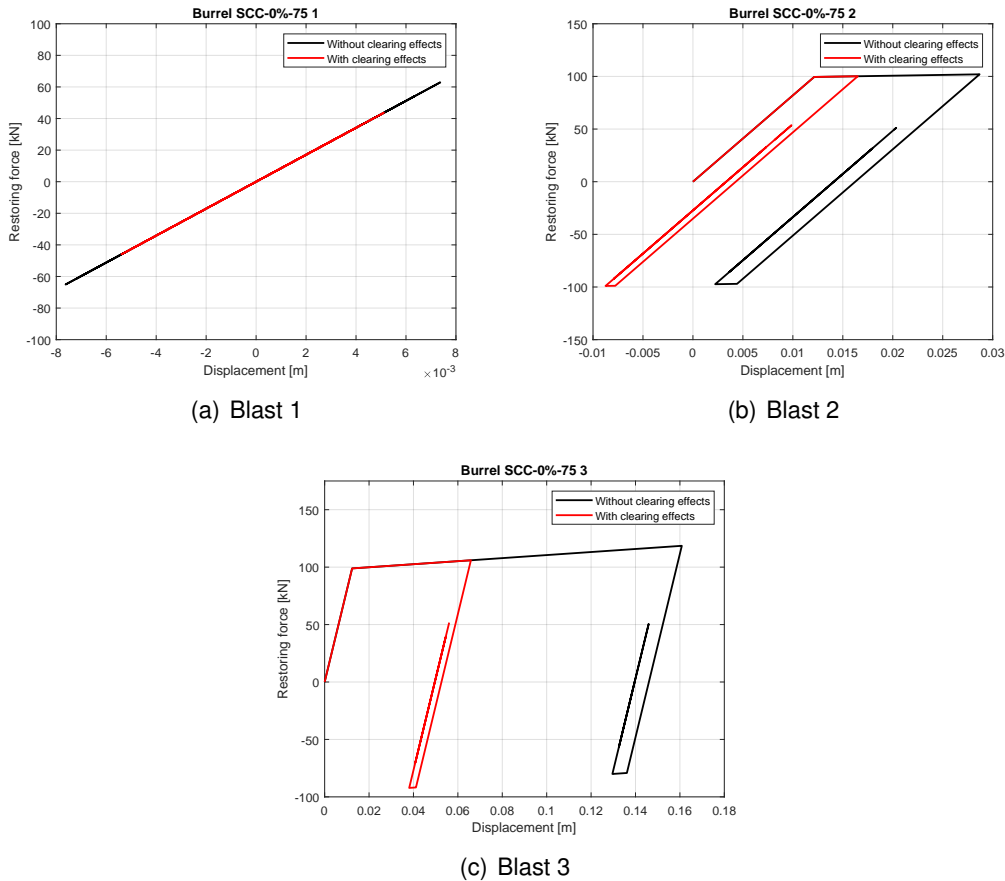 Burrel SCC-0%-75 1
Without clearing effects
With clearing effects
100
80
60
40
20
0
-20
-40
-60
-80
-100
Restoring force [kN]
-8
-6
-4
-2
0
2
4
6
8
Displacement [m]
×10⁻³
(a) Blast 1
Burrel SCC-0%-75 2
Without clearing effects
With clearing effects
150
100
50
0
-50
-100
-150
Restoring force [kN]
-0.01
-0.005
0
0.005
0.01
0.015
0.02
0.025
0.03
Displacement [m]
(b) Blast 2
Burrel SCC-0%-75 3
Without clearing effects
With clearing effects
150
100
50
0
-50
-100
Restoring force [kN]
0
0.02
0.04
0.06
0.08
0.1
0.12
0.14
0.16
0.18
Displacement [m]
(c) Blast 3